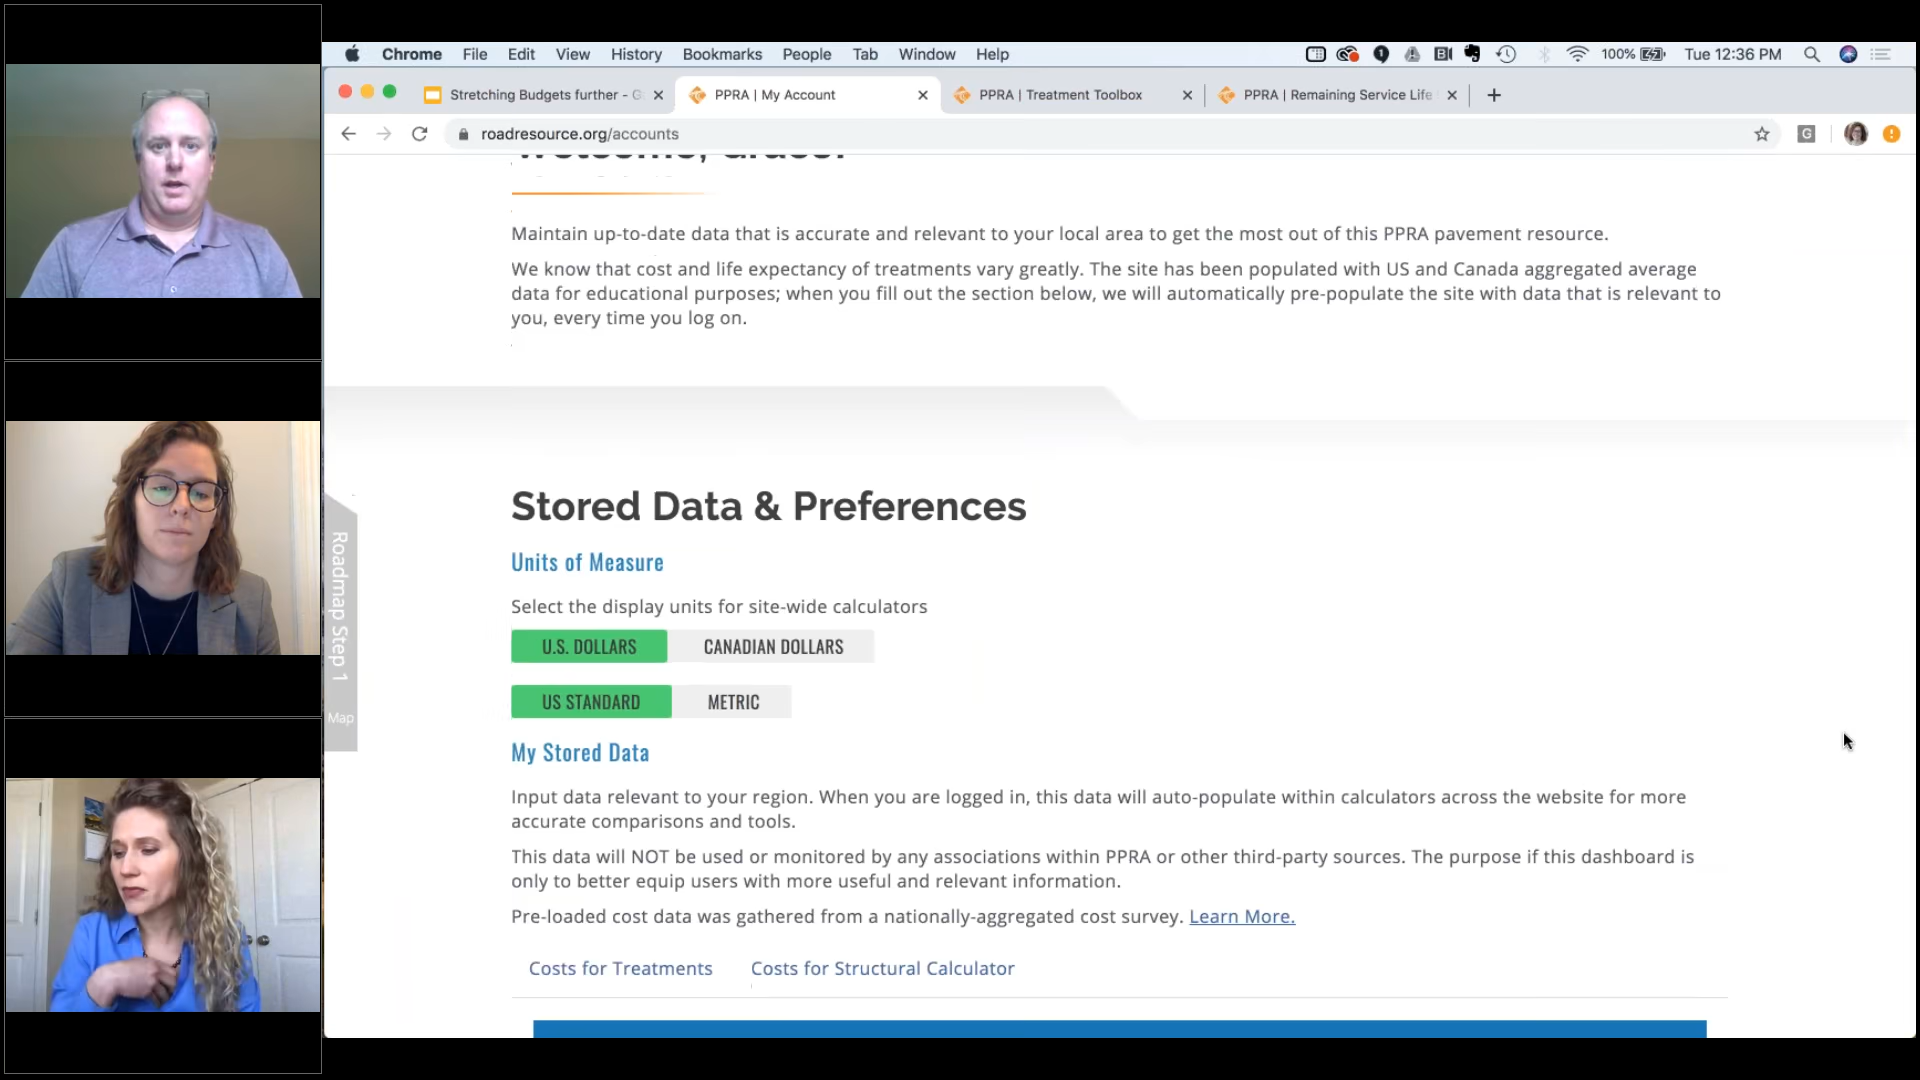 Chrome File Edit View History Bookmarks People Tab Window Help 100% Tue 12:36 PM
Stretching Budgets further - G PPRA | My Account PPRA | Treatment Toolbox PPRA | Remaining Service Life
roadresource.org/accounts
Welcome, Grace!
Maintain up-to-date data that is accurate and relevant to your local area to get the most out of this PPRA pavement resource.
We know that cost and life expectancy of treatments vary greatly. The site has been populated with US and Canada aggregated average
data for educational purposes; when you fill out the section below, we will automatically pre-populate the site with data that is relevant to
you, every time you log on.
Stored Data & Preferences
Units of Measure
Select the display units for site-wide calculators
U.S. DOLLARS CANADIAN DOLLARS
US STANDARD METRIC
Roadmap Step 1
Map
My Stored Data
Input data relevant to your region. When you are logged in, this data will auto-populate within calculators across the website for more
accurate comparisons and tools.
This data will NOT be used or monitored by any associations within PPRA or other third-party sources. The purpose if this dashboard is
only to better equip users with more useful and relevant information.
Pre-loaded cost data was gathered from a nationally-aggregated cost survey. Learn More.
Costs for Treatments Costs for Structural Calculator